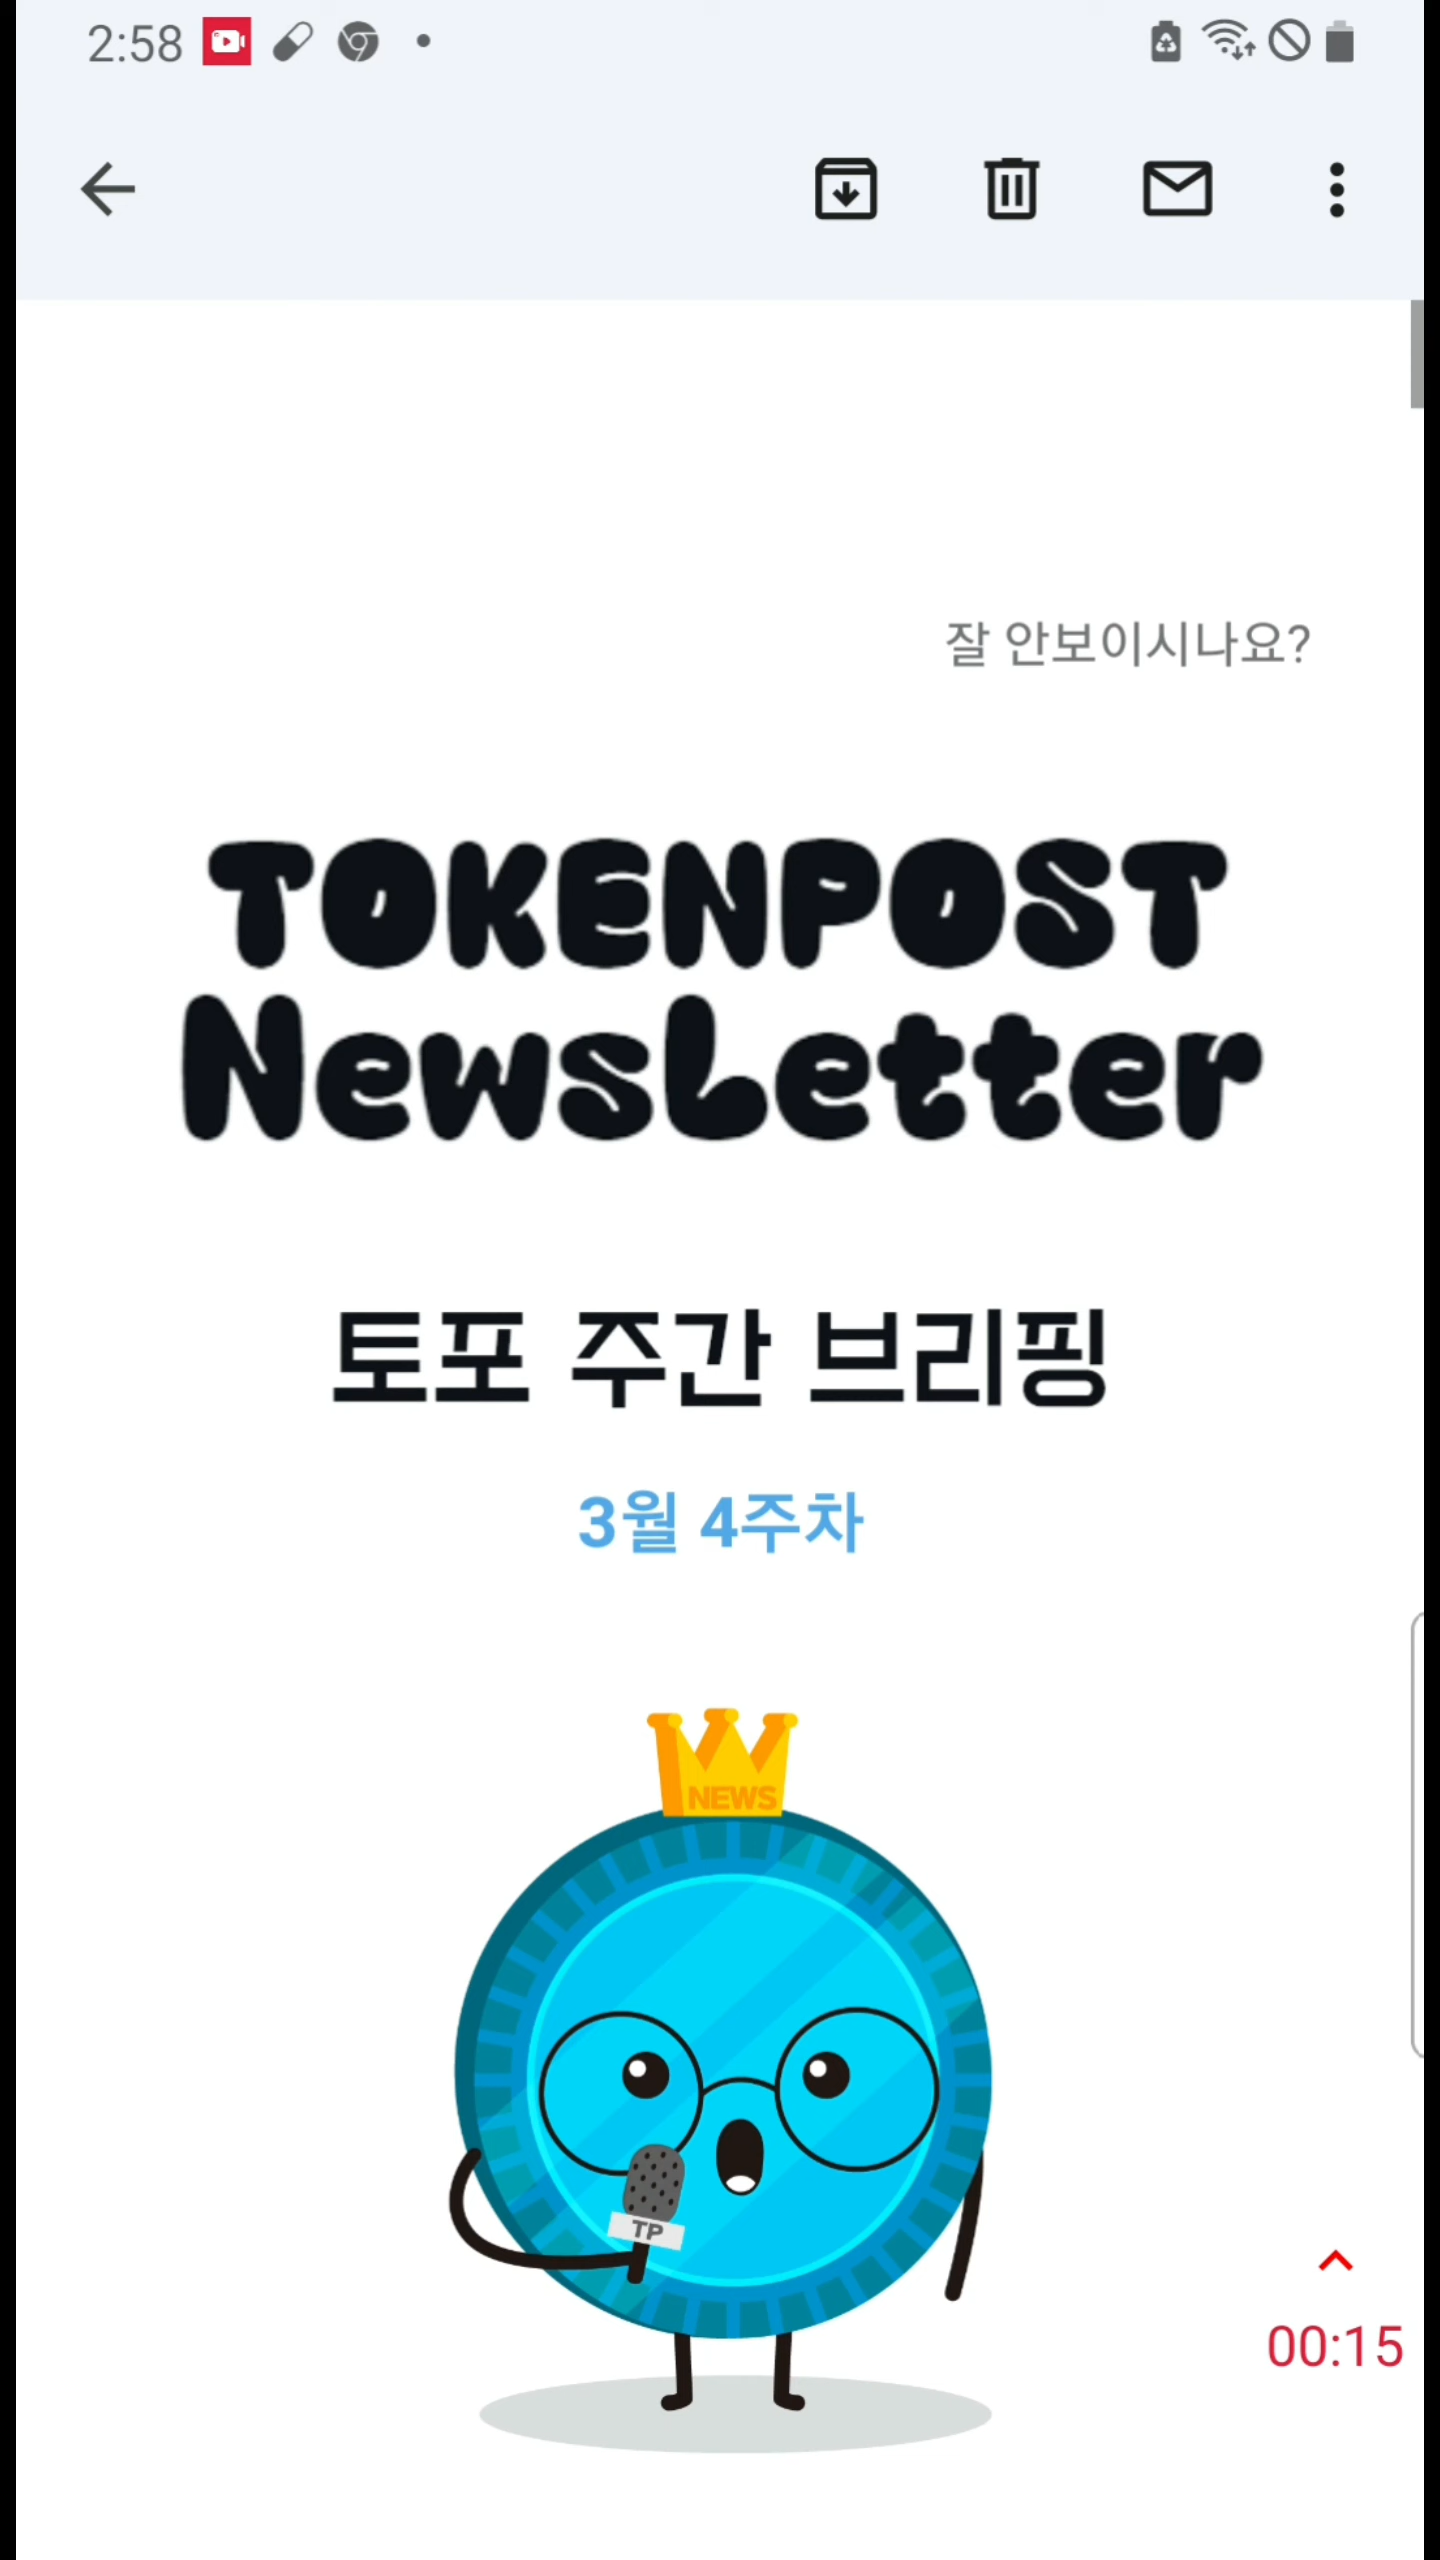 2:58
잘 안보이시나요?
TOKENPOST
NewsLetter
토포 주간 브리핑
3월 4주차
NEWS
TP
00:15